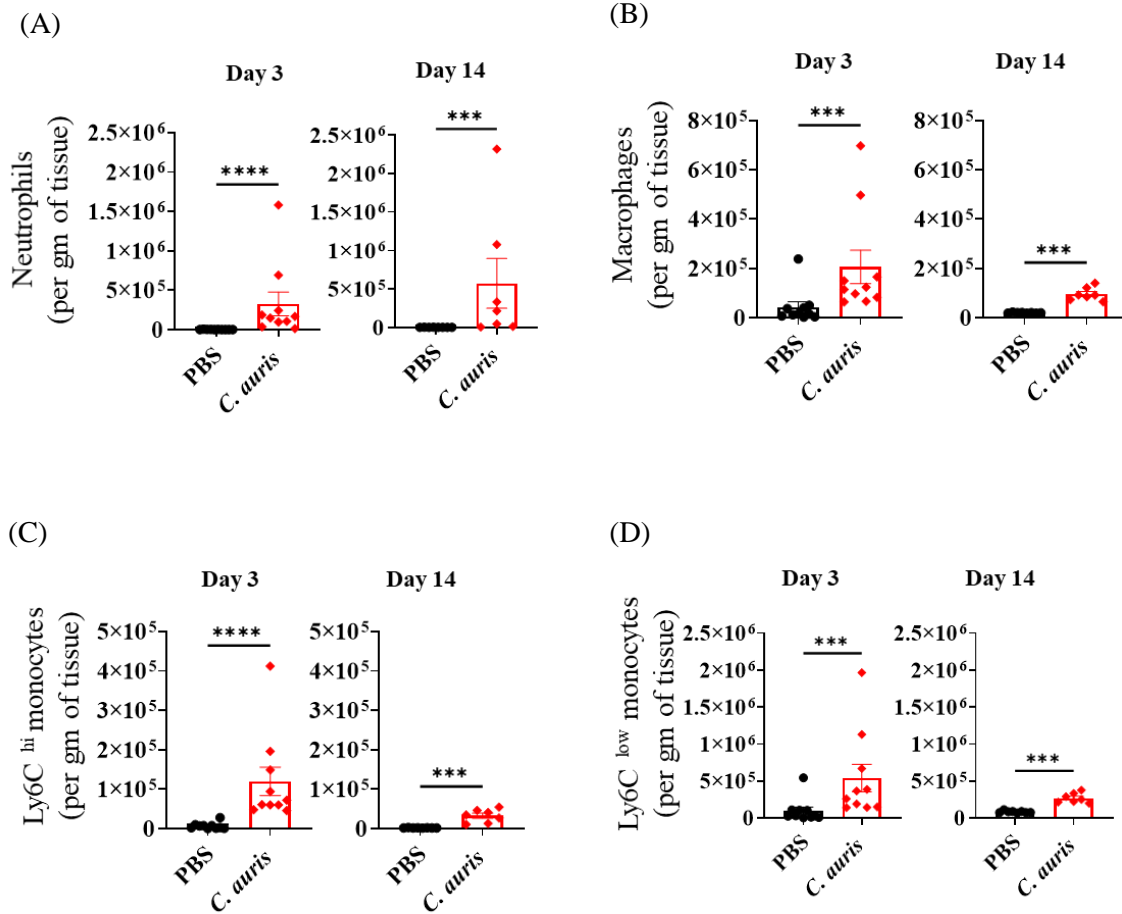 (A)
Day 3
Day 14
Neutrophils
(per gm of tissue)
2.5×10⁶
2×10⁶
1.5×10⁶
1×10⁶
5×10⁵
0
****
PBS
C. auris
2.5×10⁶
2×10⁶
1.5×10⁶
1×10⁶
5×10⁵
0
***
PBS
C. auris
(B)
Day 3
Day 14
Macrophages
(per gm of tissue)
8×10⁵
6×10⁵
4×10⁵
2×10⁵
0
***
PBS
C. auris
8×10⁵
6×10⁵
4×10⁵
2×10⁵
0
***
PBS
C. auris
(C)
Day 3
Day 14
Ly6C ʰⁱ monocytes
(per gm of tissue)
5×10⁵
4×10⁵
3×10⁵
2×10⁵
1×10⁵
0
****
PBS
C. auris
5×10⁵
4×10⁵
3×10⁵
2×10⁵
1×10⁵
0
***
PBS
C. auris
(D)
Day 3
Day 14
Ly6C ˡᵒʷ monocytes
(per gm of tissue)
2.5×10⁶
2×10⁶
1.5×10⁶
1×10⁶
5×10⁵
0
***
PBS
C. auris
2.5×10⁶
2×10⁶
1.5×10⁶
1×10⁶
5×10⁵
0
***
PBS
C. auris